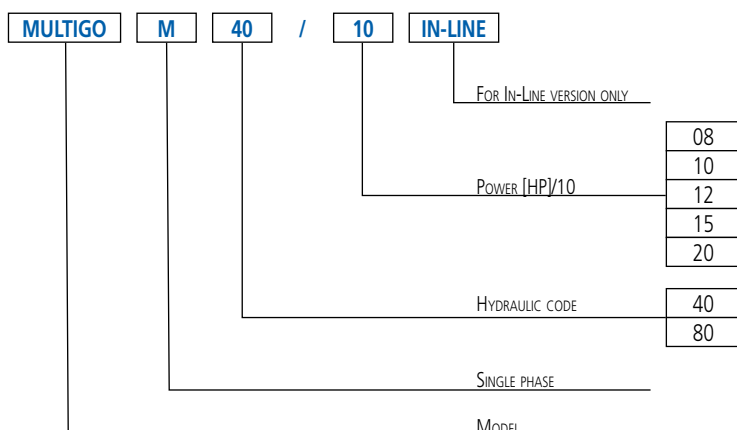 MULTIGO M 40 / 10 IN-LINE
For In-Line version only
08
10
Power [HP]/10
12
15
20
Hydraulic code
40
80
Single phase
Model